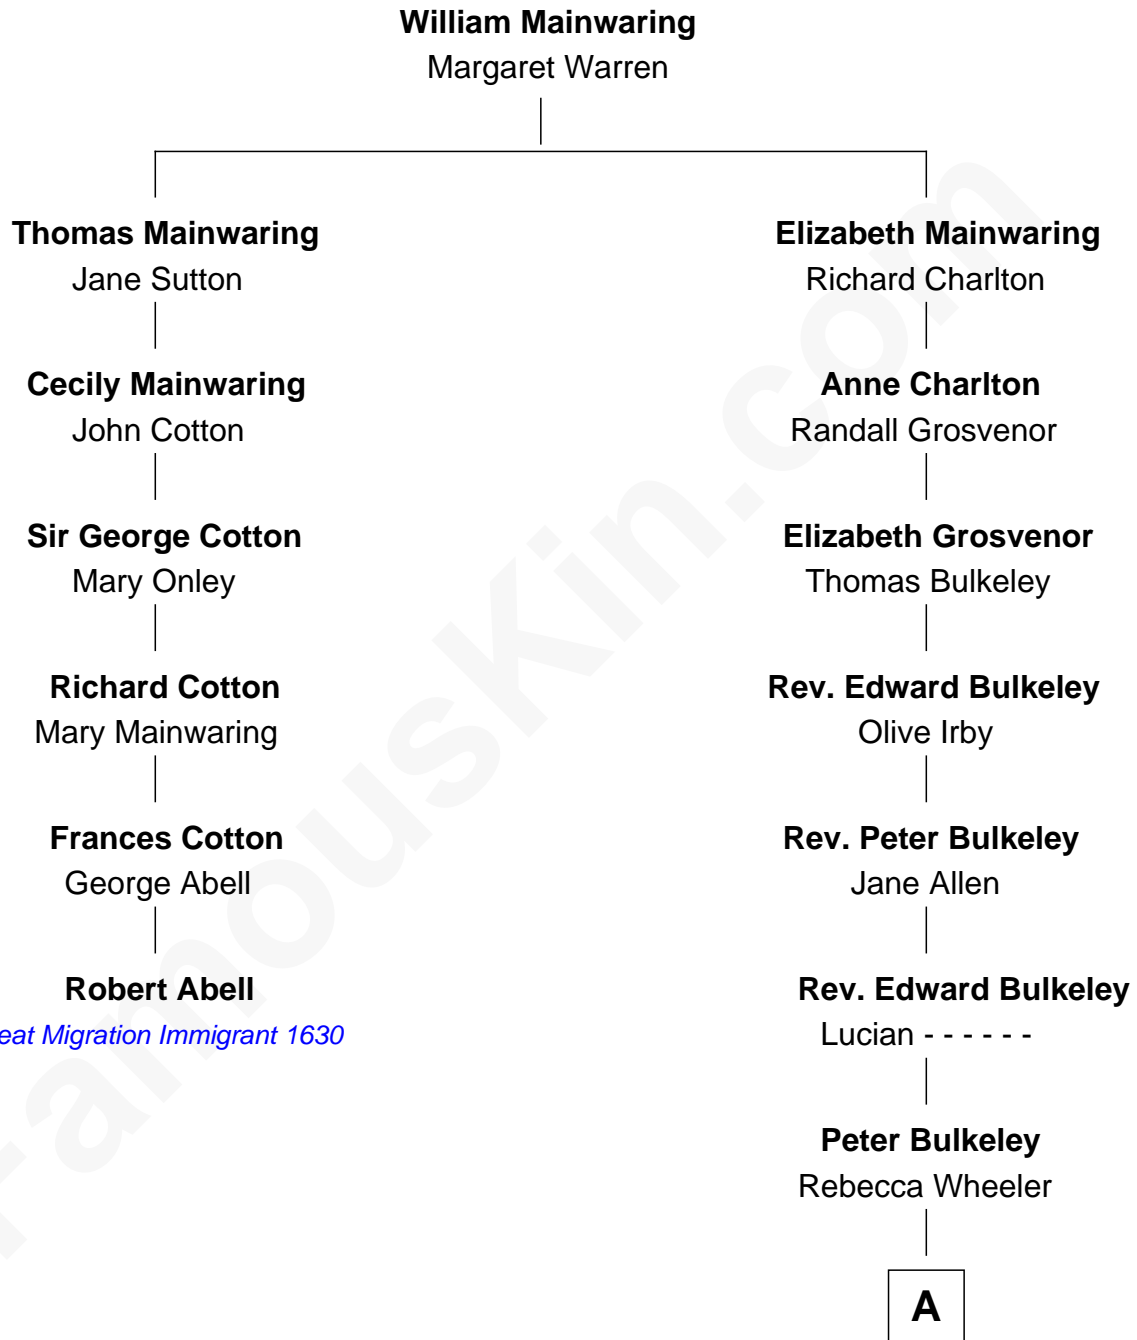 William Mainwaring
Margaret Warren
Thomas Mainwaring
Jane Sutton
Cecily Mainwaring
John Cotton
Sir George Cotton
Mary Onley
Richard Cotton
Mary Mainwaring
Frances Cotton
George Abell
Robert Abell
eat Migration Immigrant 1630
Elizabeth Mainwaring
Richard Charlton
Anne Charlton
Randall Grosvenor
Elizabeth Grosvenor
Thomas Bulkeley
Rev. Edward Bulkeley
Olive Irby
Rev. Peter Bulkeley
Jane Allen
Rev. Edward Bulkeley
Lucian - - - - - -
Peter Bulkeley
Rebecca Wheeler
A
FamousKin.com